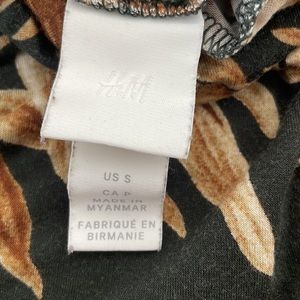 H&M
US S
CA P
MADE IN
MYANMAR
FABRIQUÉ EN
BIRMANIE